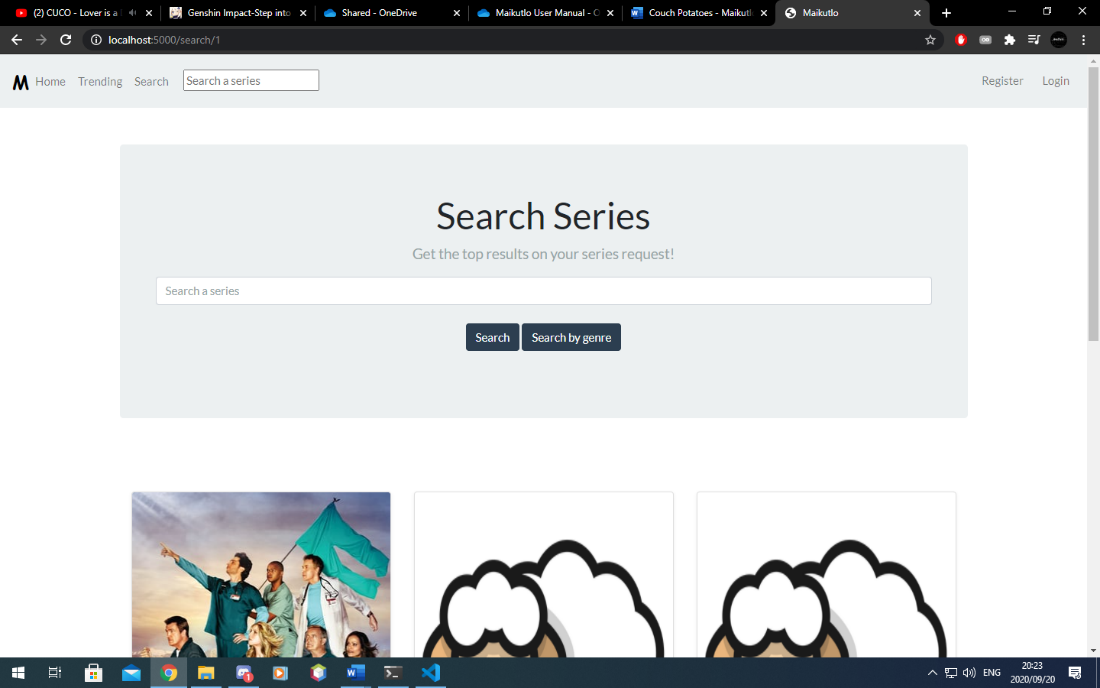 (2) CUCO - Lover is a
Genshin Impact-Step into
Shared - OneDrive
Maikutlo User Manual - O
Couch Potatoes - Maikutl
Maikutlo
localhost:5000/search/1
M Home Trending Search Search a series Register Login
Search Series
Get the top results on your series request!
Search a series
Search Search by genre
ENG
20:23
2020/09/20